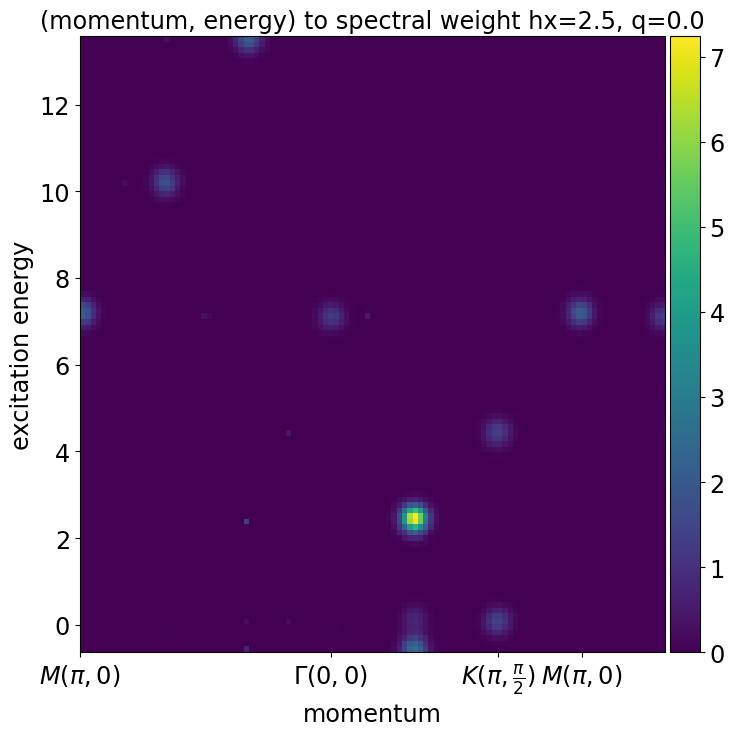 (momentum, energy) to spectral weight hx=2.5, q=0.0
12
10
8
6
4
2
0
excitation energy
7
6
5
4
3
2
1
0
M(π, 0)
Γ(0, 0)
K(π, π/2)
M(π, 0)
momentum